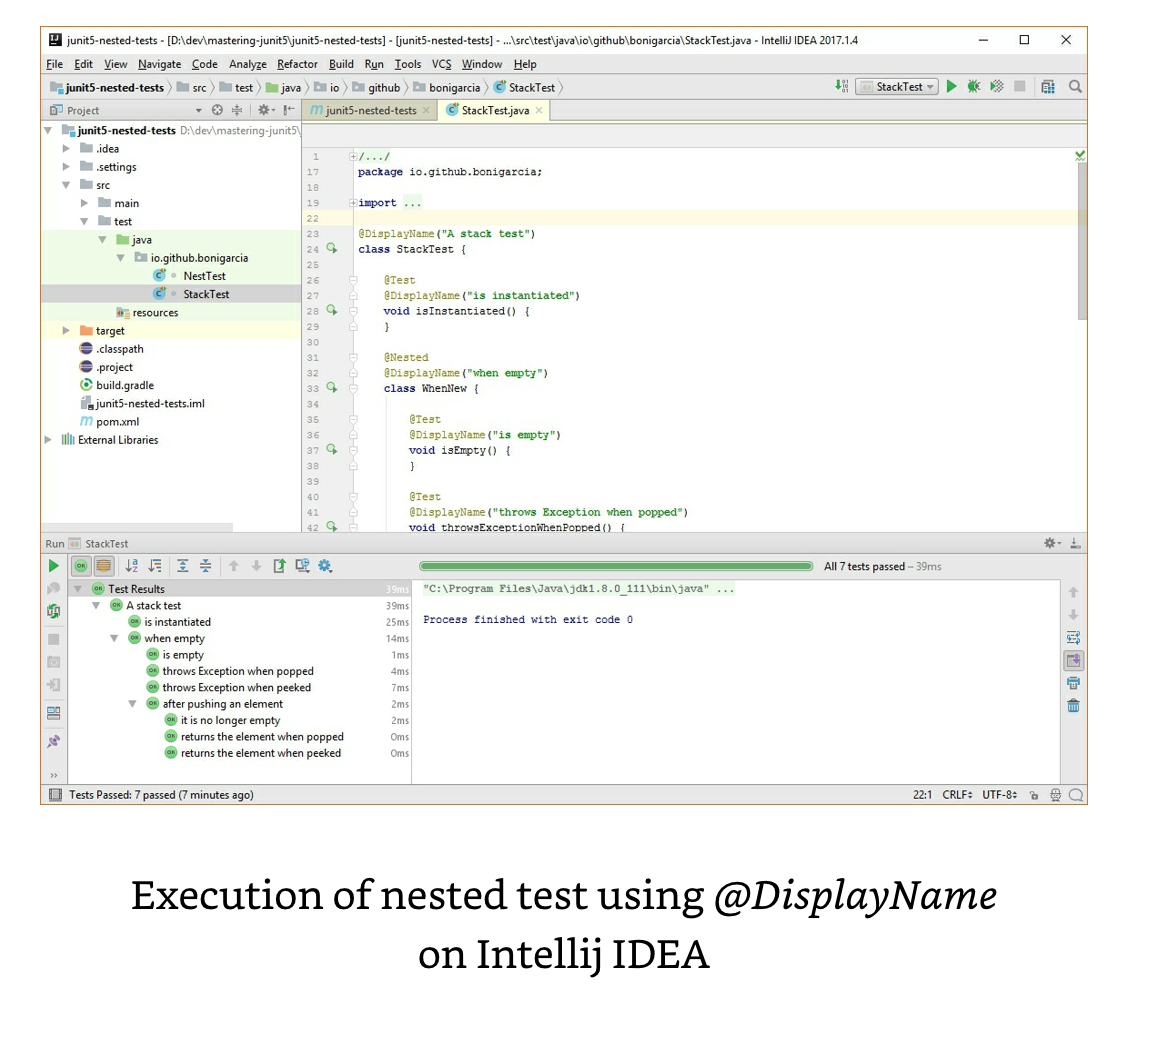 junit5-nested-tests - [D:\dev\mastering-junit5\junit5-nested-tests] - [junit5-nested-tests] - ...\src\test\java\io\github\bonigarcia\StackTest.java - IntelliJ IDEA 2017.1.4
File Edit View Navigate Code Analyze Refactor Build Run Tools VCS Window Help
junit5-nested-tests src test java io github bonigarcia StackTest StackTest
Project junit5-nested-tests StackTest.java
junit5-nested-tests D:\dev\mastering-junit5\
.idea
.settings
src
main
test
java
io.github.bonigarcia
NestTest
StackTest
resources
target
.classpath
.project
build.gradle
junit5-nested-tests.iml
pom.xml
External Libraries
1 /.../
17 package io.github.bonigarcia;
18
19 import ...
22
23 @DisplayName("A stack test")
24 class StackTest {
25
26 @Test
27 @DisplayName("is instantiated")
28 void isInstantiated() {
29 }
30
31 @Nested
32 @DisplayName("when empty")
33 class WhenNew {
34
35 @Test
36 @DisplayName("is empty")
37 void isEmpty() {
38 }
39
40 @Test
41 @DisplayName("throws Exception when popped")
42 void throwsExceptionWhenPopped() {
Run StackTest
All 7 tests passed – 39ms
Test Results 39ms
A stack test 39ms
is instantiated 25ms
when empty 14ms
is empty 1ms
throws Exception when popped 4ms
throws Exception when peeked 7ms
after pushing an element 2ms
it is no longer empty 2ms
returns the element when popped 0ms
returns the element when peeked 0ms
"C:\Program Files\Java\jdk1.8.0_111\bin\java" ...
Process finished with exit code 0
Tests Passed: 7 passed (7 minutes ago) 22:1 CRLF UTF-8
Execution of nested test using @DisplayName
on Intellij IDEA